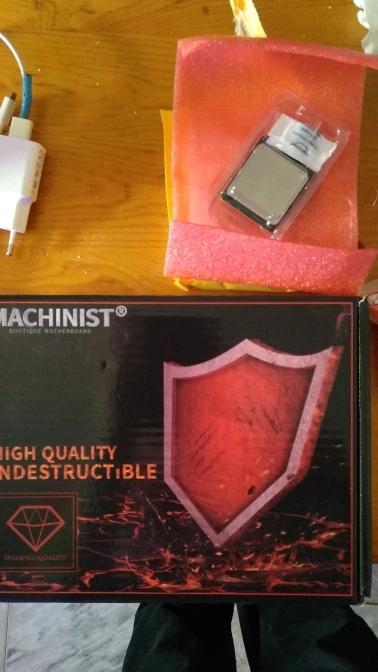 MACHINIST®
BOUTIQUE MOTHERBOARD
HIGH QUALITY
INDESTRUCTIBLE
DIAMOND QUALITY